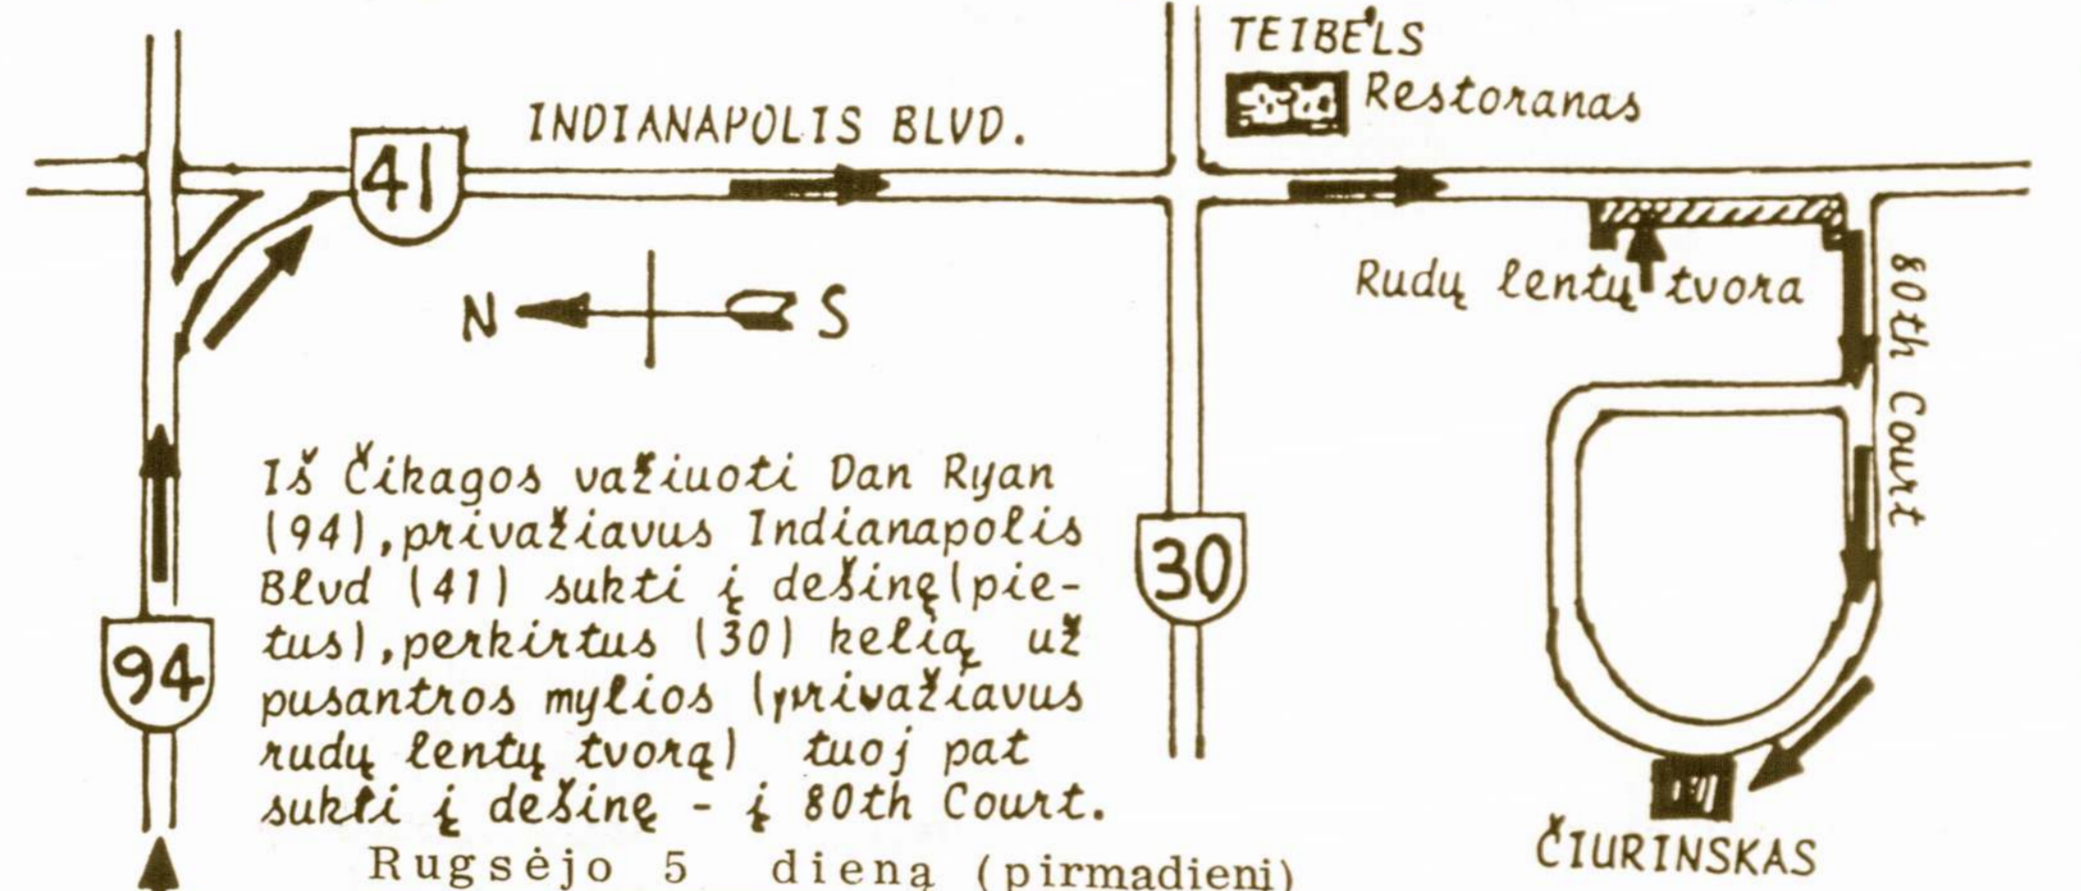 TEIBEL'S
Restoranas
INDIANAPOLIS BLVD.
41
N
S
Rudų lentų tvora
80th Court
Iš Čikagos važiuoti Dan Ryan
(94), privažiavus Indianapolis
Blvd (41) sukti į dešinę (pie-
tus), perkirtus (30) kelią už
pusantros mylios (privažiavus
rudų lentų tvorą) tuoj pat
sukti į dešinę - į 80th Court.
30
94
ČIURINSKAS
Rugsėjo 5 dieną (pirmadienį)